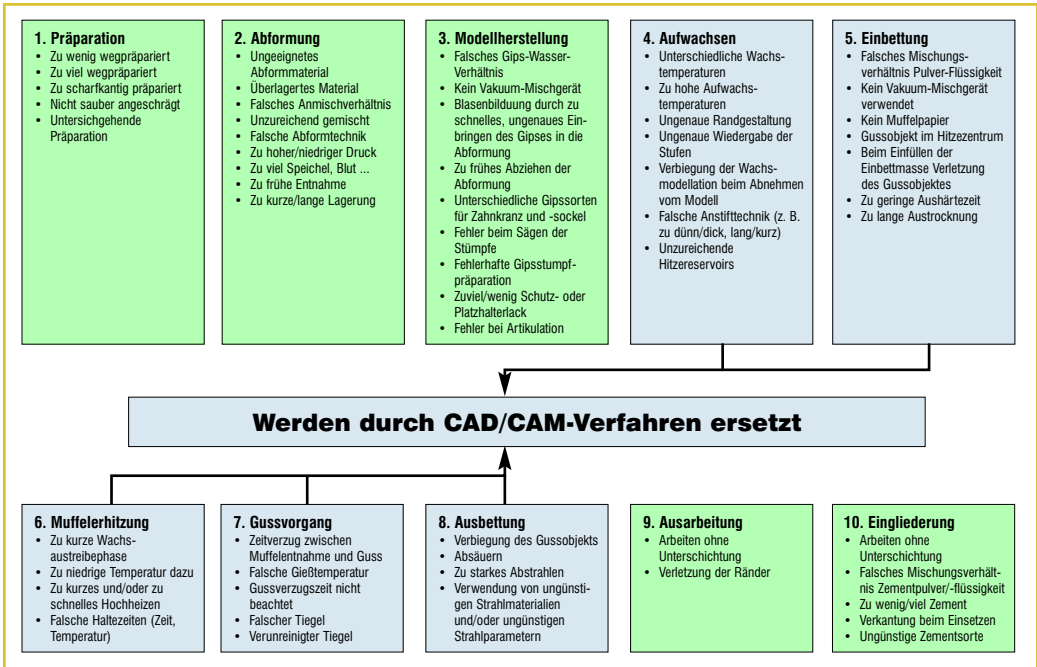 1. Präparation
• Zu wenig wegpräpariert
• Zu viel wegpräpariert
• Zu scharfkantig präpariert
• Nicht sauber angeschrägt
• Untersichgehende
Präparation
2. Abformung
• Ungeeignetes
Abformmaterial
• Überlagertes Material
• Falsches Anmischverhältnis
• Unzureichend gemischt
• Falsche Abformtechnik
• Zu hoher/niedriger Druck
• Zu viel Speichel, Blut ...
• Zu frühe Entnahme
• Zu kurze/lange Lagerung
3. Modellherstellung
• Falsches Gips-Wasser-
Verhältnis
• Kein Vakuum-Mischgerät
• Blasenbilduung durch zu
schnelles, ungenaues Ein-
bringen des Gipses in die
Abformung
• Zu frühes Abziehen der
Abformung
• Unterschiedliche Gipssorten
für Zahnkranz und -sockel
• Fehler beim Sägen der
Stümpfe
• Fehlerhafte Gipsstumpf-
präparation
• Zuviel/wenig Schutz- oder
Platzhalterlack
• Fehler bei Artikulation
4. Aufwachsen
• Unterschiedliche Wachs-
temperaturen
• Zu hohe Aufwachs-
temperaturen
• Ungenaue Randgestaltung
• Ungenaue Wiedergabe der
Stufen
• Verbiegung der Wachs-
modellation beim Abnehmen
vom Modell
• Falsche Anstifttechnik (z. B.
zu dünn/dick, lang/kurz)
• Unzureichende
Hitzereservoirs
5. Einbettung
• Falsches Mischungs-
verhältnis Pulver-Flüssigkeit
• Kein Vakuum-Mischgerät
verwendet
• Kein Muffelpapier
• Gussobjekt im Hitzezentrum
• Beim Einfüllen der
Einbettmasse Verletzung
des Gussobjektes
• Zu geringe Aushärtezeit
• Zu lange Austrocknung
Werden durch CAD/CAM-Verfahren ersetzt
6. Muffelerhitzung
• Zu kurze Wachs-
austreibephase
• Zu niedrige Temperatur dazu
• Zu kurzes und/oder zu
schnelles Hochheizen
• Falsche Haltezeiten (Zeit,
Temperatur)
7. Gussvorgang
• Zeitverzug zwischen
Muffelentnahme und Guss
• Falsche Gießtemperatur
• Gussverzugszeit nicht
beachtet
• Falscher Tiegel
• Verunreinigter Tiegel
8. Ausbettung
• Verbiegung des Gussobjekts
• Absäuern
• Zu starkes Abstrahlen
• Verwendung von ungünsti-
gen Strahlmaterialien
und/oder ungünstigen
Strahlparametern
9. Ausarbeitung
• Arbeiten ohne
Unterschichtung
• Verletzung der Ränder
10. Eingliederung
• Arbeiten ohne
Unterschichtung
• Falsches Mischungsverhält-
nis Zementpulver/-flüssigkeit
• Zu wenig/viel Zement
• Verkantung beim Einsetzen
• Ungünstige Zementsorte